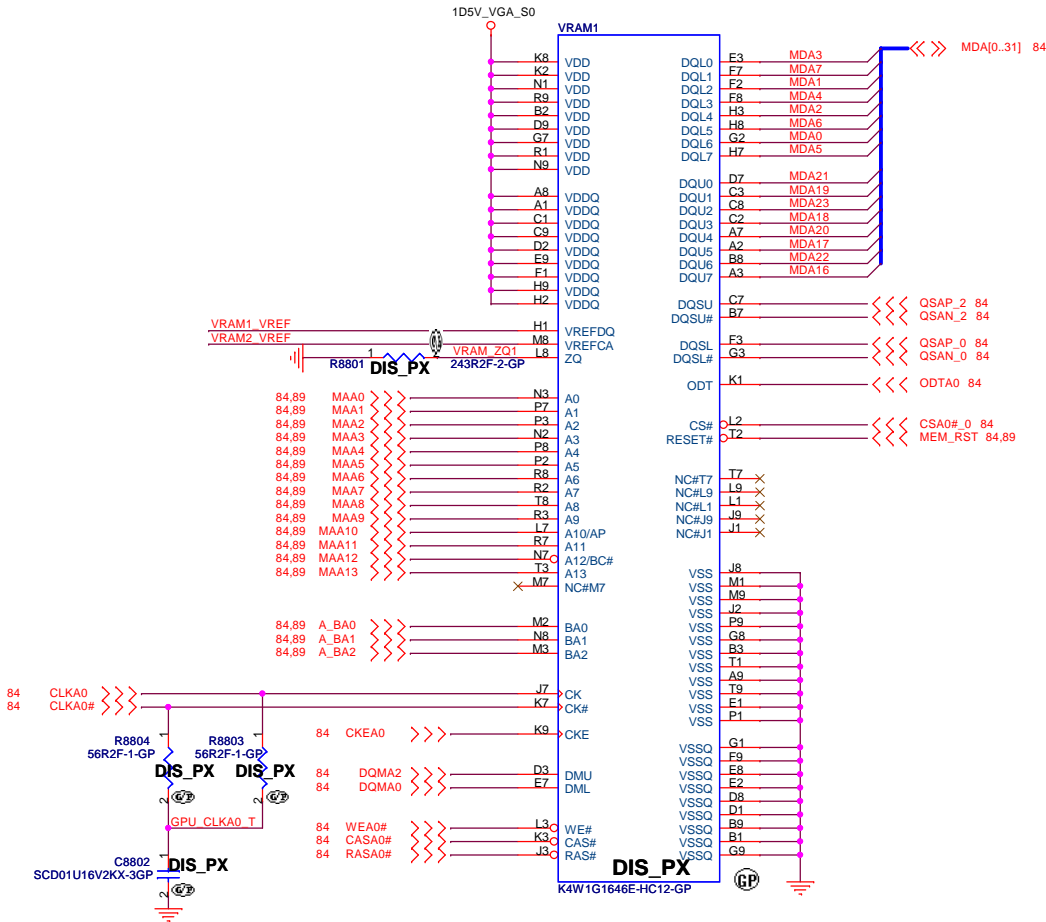 1D5V_VGA_S0
VRAM1
K8 VDD DQL0 E3 MDA3 MDA[0..31] 84
K2 VDD DQL1 F7 MDA7
N1 VDD DQL2 F2 MDA1
R9 VDD DQL3 F8 MDA4
B2 VDD DQL4 H3 MDA2
D9 VDD DQL5 H8 MDA6
G7 VDD DQL6 G2 MDA0
R1 VDD DQL7 H7 MDA5
N9 VDD
A8 VDDQ DQU0 D7 MDA21
A1 VDDQ DQU1 C3 MDA19
C1 VDDQ DQU2 C8 MDA23
C9 VDDQ DQU3 C2 MDA18
D2 VDDQ DQU4 A7 MDA20
E9 VDDQ DQU5 A2 MDA17
F1 VDDQ DQU6 B8 MDA22
H9 VDDQ DQU7 A3 MDA16
H2 VDDQ
DQSU C7 QSAP_2 84
DQSU# B7 QSAN_2 84
VRAM1_VREF H1 VREFDQ
VRAM2_VREF M8 VREFCA DQSL F3 QSAP_0 84
1 2 VRAM_ZQ1 L8 ZQ DQSL# G3 QSAN_0 84
R8801 DIS_PX 243R2F-2-GP
ODT K1 ODTA0 84
84,89 MAA0 N3 A0
84,89 MAA1 P7 A1
84,89 MAA2 P3 A2 CS# L2 CSA0#_0 84
84,89 MAA3 N2 A3 RESET# T2 MEM_RST 84,89
84,89 MAA4 P8 A4
84,89 MAA5 P2 A5
84,89 MAA6 R8 A6 NC#T7 T7
84,89 MAA7 R2 A7 NC#L9 L9
84,89 MAA8 T8 A8 NC#L1 L1
84,89 MAA9 R3 A9 NC#J9 J9
84,89 MAA10 L7 A10/AP NC#J1 J1
84,89 MAA11 R7 A11
84,89 MAA12 N7 A12/BC#
84,89 MAA13 T3 A13 VSS J8
M7 NC#M7 VSS M1
VSS M9
VSS J2
84,89 A_BA0 M2 BA0 VSS P9
84,89 A_BA1 N8 BA1 VSS G8
84,89 A_BA2 M3 BA2 VSS B3
VSS T1
VSS A9
84 CLKA0 J7 CK VSS T9
84 CLKA0# K7 CK# VSS E1
VSS P1
84 CKEA0 K9 CKE
VSSQ G1
VSSQ F9
84 DQMA2 D3 DMU VSSQ E8
84 DQMA0 E7 DML VSSQ E2
VSSQ D8
VSSQ D1
84 WEA0# L3 WE# VSSQ B9
84 CASA0# K3 CAS# VSSQ B1
84 RASA0# J3 RAS# VSSQ G9
1 1
R8804 R8803
56R2F-1-GP 56R2F-1-GP
DIS_PX DIS_PX
2 G/P 2 G/P
GPU_CLKA0_T
1
C8802 DIS_PX
SCD01U16V2KX-3GP
2 G/P
DIS_PX
K4W1G1646E-HC12-GP
GP